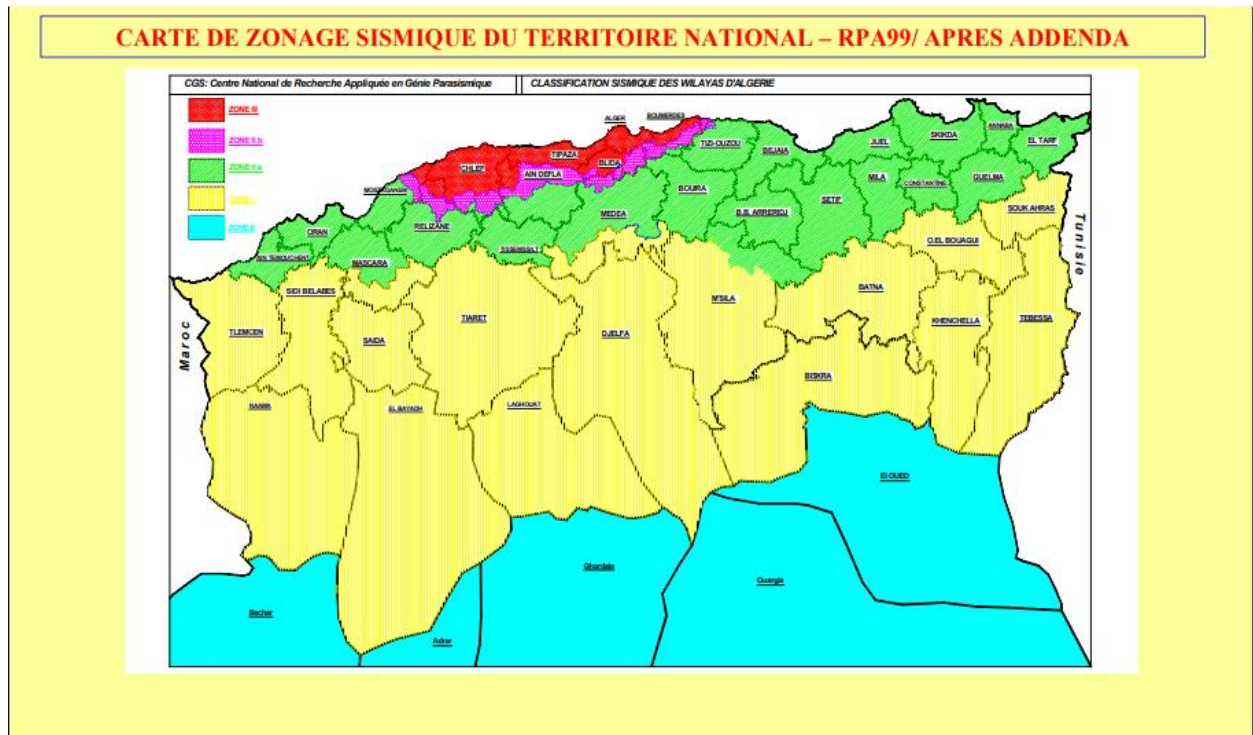 CARTE DE ZONAGE SISMIQUE DU TERRITOIRE NATIONAL – RPA99/ APRES ADDENDA
CGS: Centre National de Recherche Appliquée en Génie Parasismique
CLASSIFICATION SISMIQUE DES WILAYAS D'ALGERIE
ZONE III
ZONE II b
ZONE II a
ZONE I
ZONE 0
ALGER
BOUMERDES
TIPAZA
BLIDA
CHLEF
AIN DEFLA
TIZI-OUZOU
BEJAIA
JIJEL
SKIKDA
ANNABA
EL TARF
MOSTAGANEM
BOUIRA
MILA
CONSTANTINE
GUELMA
SETIF
B.B. ARRERIDJ
MEDEA
RELIZANE
ORAN
AIN TEMOUCHENT
MASCARA
TISSEMSSILT
SOUK AHRAS
O.EL BOUAGUI
Tunisie
SIDI BELABES
M'SILA
BATNA
KHENCHELLA
TEBESSA
TLEMCEN
SAIDA
TIARET
DJELFA
Maroc
BISKRA
NAAMA
EL BAYADH
LAGHOUAT
El OUED
Ghardaia
Ouargla
Bechar
Adrar